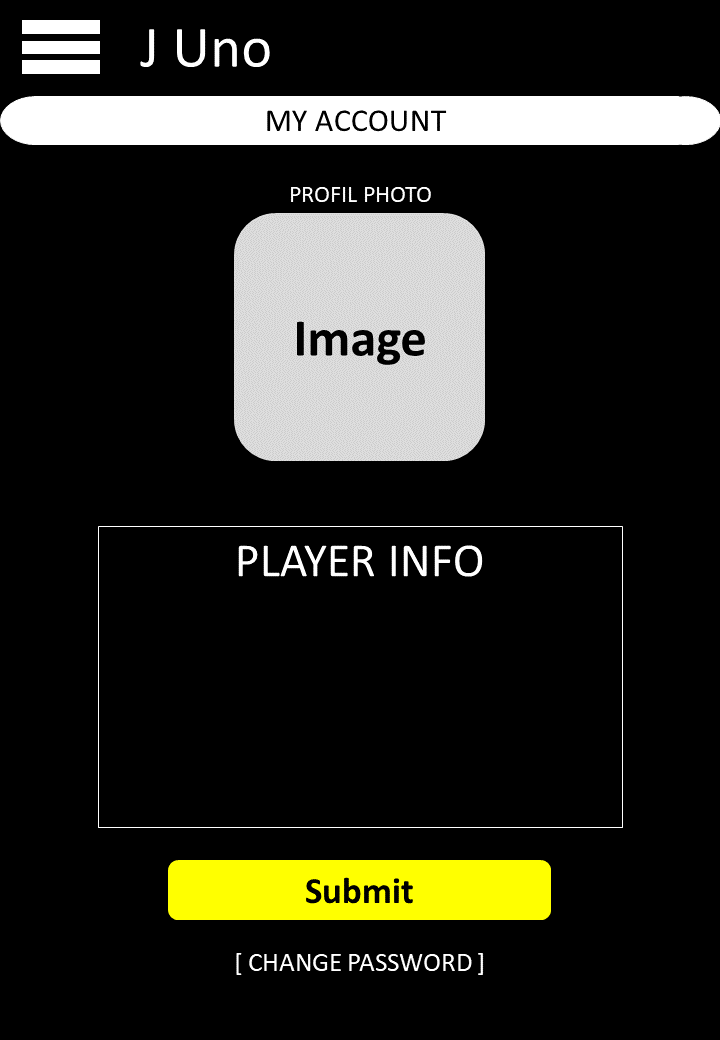 J Uno
MY ACCOUNT
PROFIL PHOTO
Image
PLAYER INFO
Submit
[ CHANGE PASSWORD ]